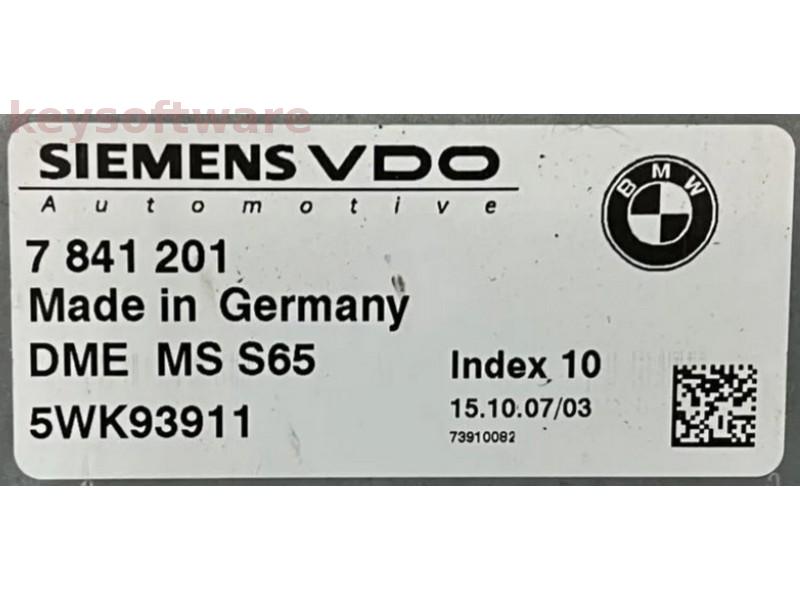 keysoftware
SIEMENS VDO
Automotive
BMW
7 841 201
Made in Germany
DME MS S65
Index 10
5WK93911
15.10.07/03
73910082